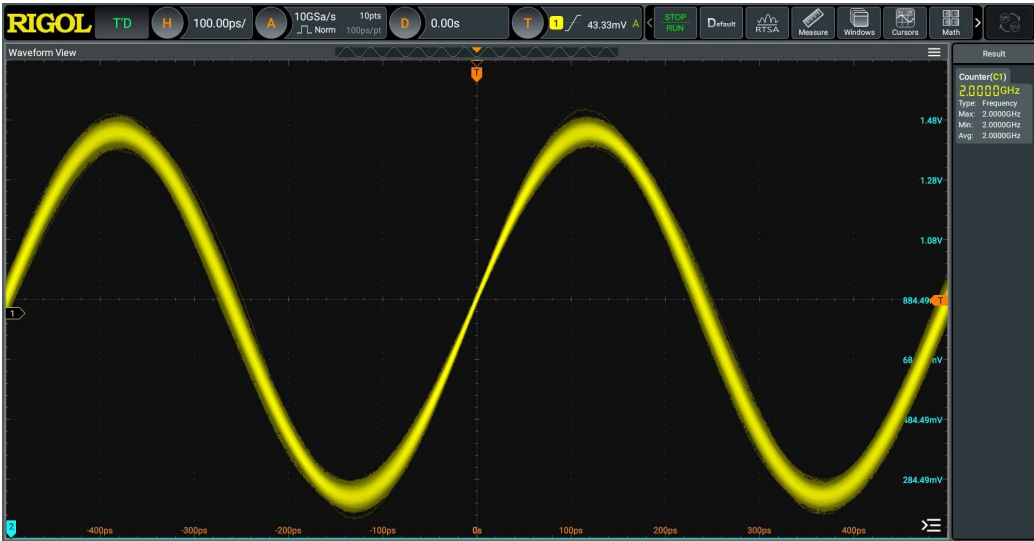 RIGOL T'D H 100.00ps/ A 10GSa/s 10pts D 0.00s T 1 43.33mV A < STOP Default RTSA Measure Windows Cursors Math >
Norm 100ps/pt RUN
Waveform View Result
T
Counter(C1)
2.0000GHz
Type: Frequency
Max: 2.0000GHz
Min: 2.0000GHz
Avg: 2.0000GHz
1.48V
1.28V
1.08V
884.49 T
1
68 nV
484.49mV
284.49mV
2 -400ps -300ps -200ps -100ps 0s 100ps 200ps 300ps 400ps